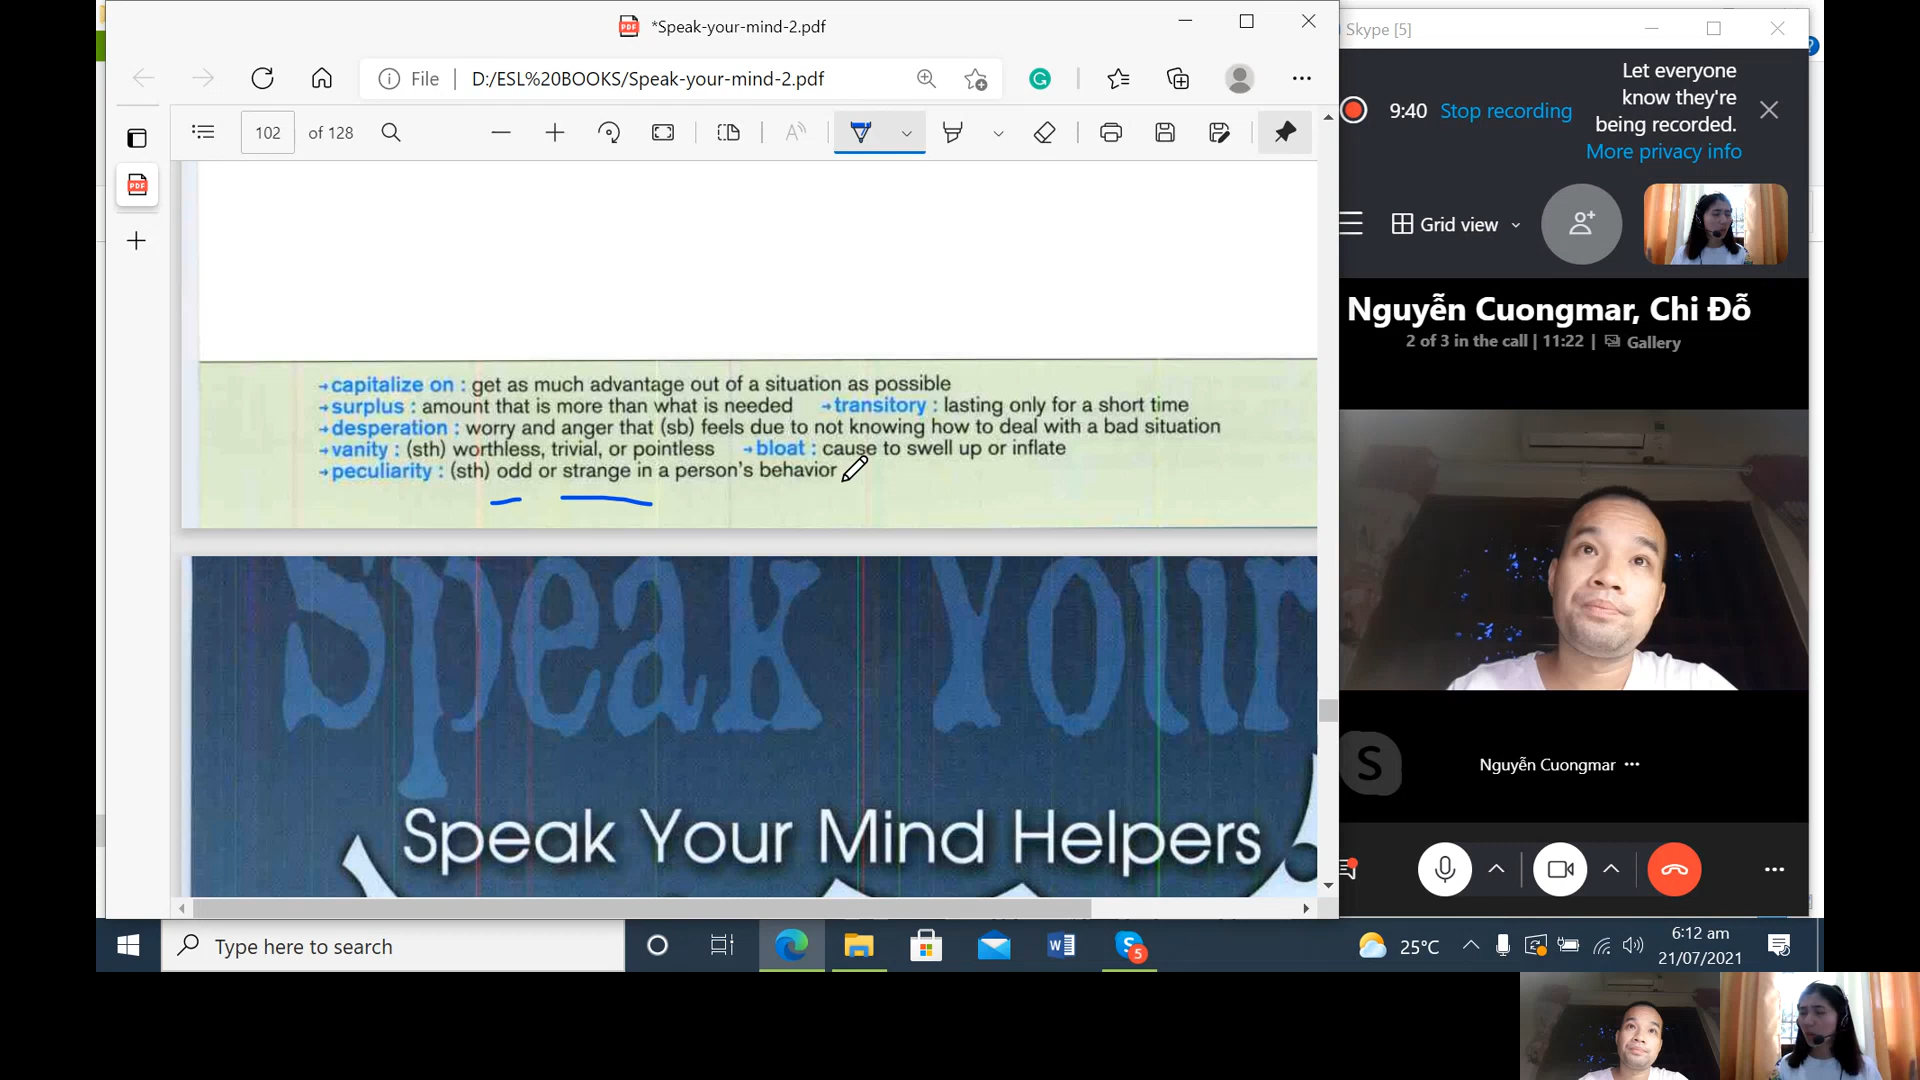 *Speak-your-mind-2.pdf
File
D:/ESL%20BOOKS/Speak-your-mind-2.pdf
102 of 128
capitalize on : get as much advantage out of a situation as possible
surplus : amount that is more than what is needed → transitory : lasting only for a short time
desperation : worry and anger that (sb) feels due to not knowing how to deal with a bad situation
vanity : (sth) worthless, trivial, or pointless → bloat : cause to swell up or inflate
peculiarity : (sth) odd or strange in a person's behavior
Speak Your
Speak Your Mind Helpers
Type here to search
Skype [5]
9:40 Stop recording
Let everyone
know they're
being recorded.
More privacy info
Grid view
Nguyễn Cuongmar, Chi Đỗ
2 of 3 in the call | 11:22 | Gallery
S
Nguyễn Cuongmar
25°C
6:12 am
21/07/2021